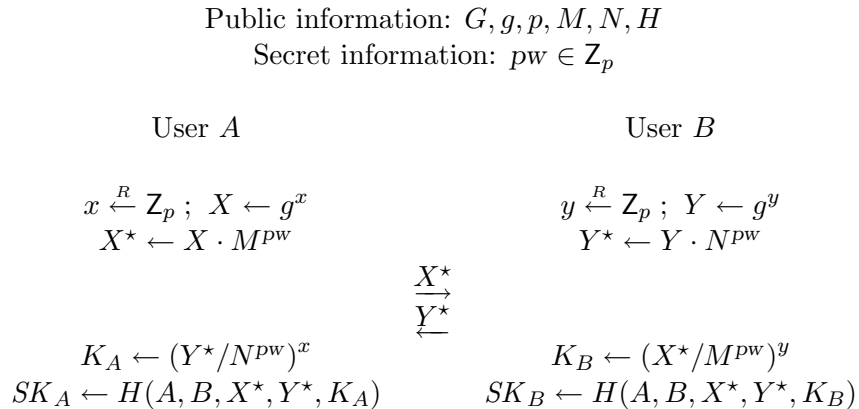 Public information: G, g, p, M, N, H
Secret information: pw ∈ Z_p
User A User B
x ←^R Z_p ; X ← g^x y ←^R Z_p ; Y ← g^y
X^⋆ ← X · M^pw Y^⋆ ← Y · N^pw
X^⋆ →
Y^⋆ ←
K_A ← (Y^⋆/N^pw)^x K_B ← (X^⋆/M^pw)^y
SK_A ← H(A, B, X^⋆, Y^⋆, K_A) SK_B ← H(A, B, X^⋆, Y^⋆, K_B)